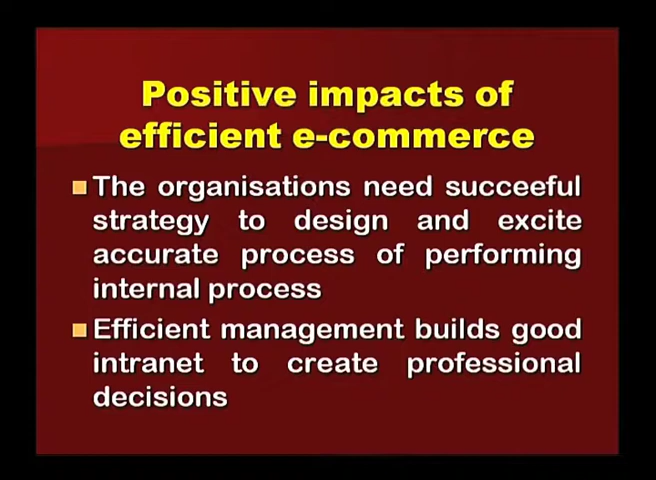 Positive impacts of
efficient e-commerce
The organisations need succeeful
strategy to design and excite
accurate process of performing
internal process
Efficient management builds good
intranet to create professional
decisions